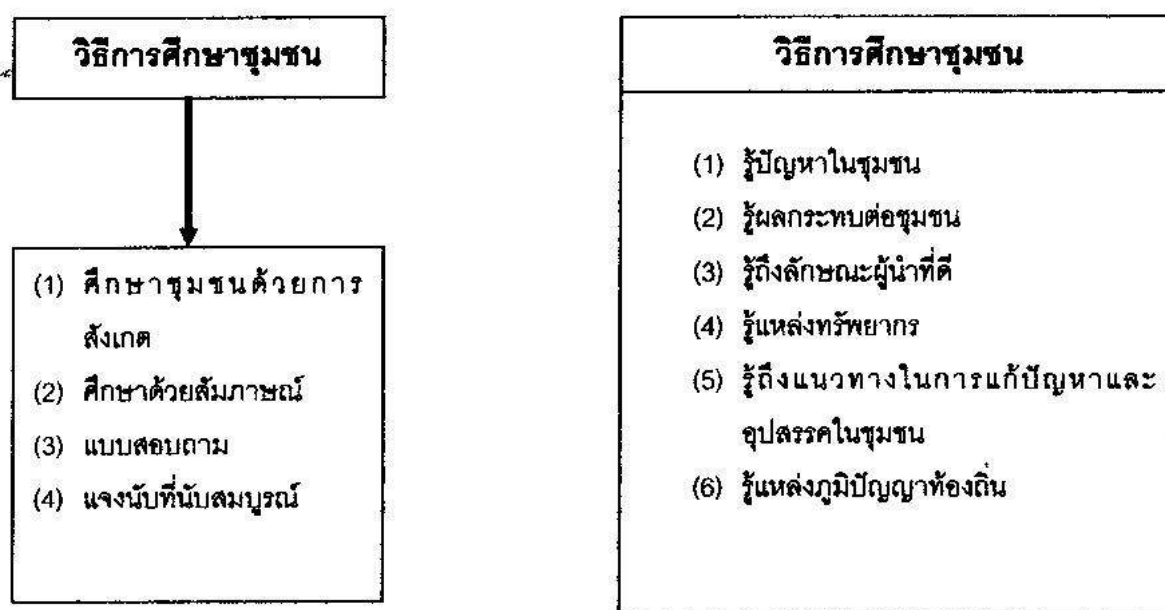 วิธีการศึกษาชุมชน
(1) ศึกษาชุมชนด้วยการ
สังเกต
(2) ศึกษาด้วยสัมภาษณ์
(3) แบบสอบถาม
(4) แจงนับที่นับสมบูรณ์
วิธีการศึกษาชุมชน
(1) รู้ปัญหาในชุมชน
(2) รู้ผลกระทบต่อชุมชน
(3) รู้ถึงลักษณะผู้นำที่ดี
(4) รู้แหล่งทรัพยากร
(5) รู้ถึงแนวทางในการแก้ปัญหาและ
อุปสรรคในชุมชน
(6) รู้แหล่งภูมิปัญญาท้องถิ่น